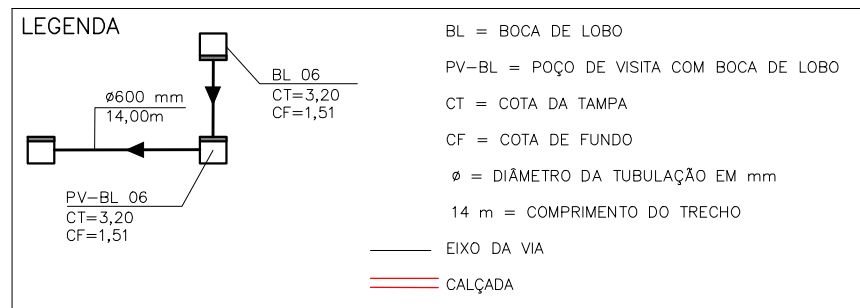 LEGENDA
BL 06
CT=3,20
CF=1,51
ø600 mm
14,00m
PV-BL 06
CT=3,20
CF=1,51
BL = BOCA DE LOBO
PV-BL = POÇO DE VISITA COM BOCA DE LOBO
CT = COTA DA TAMPA
CF = COTA DE FUNDO
ø = DIÂMETRO DA TUBULAÇÃO EM mm
14 m = COMPRIMENTO DO TRECHO
EIXO DA VIA
CALÇADA